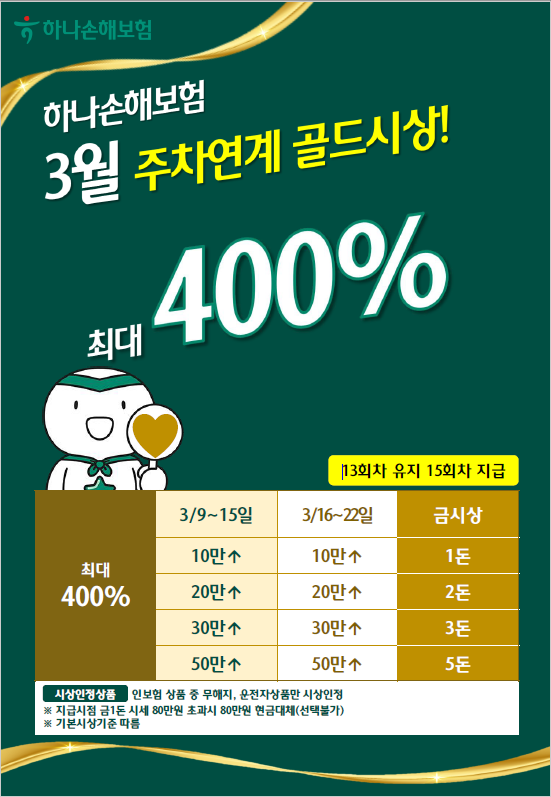 하나손해보험
하나손해보험
3월 주차연계 골드시상!
최대 400%
13회차 유지 15회차 지급
최대 400%
3/9~15일 3/16~22일 금시상
10만↑ 10만↑ 1돈
20만↑ 20만↑ 2돈
30만↑ 30만↑ 3돈
50만↑ 50만↑ 5돈
시상인정상품 인보험 상품 중 무해지, 운전자상품만 시상인정
※ 지급시점 금1돈 시세 80만원 초과시 80만원 현금대체(선택불가)
※ 기본시상기준 따름